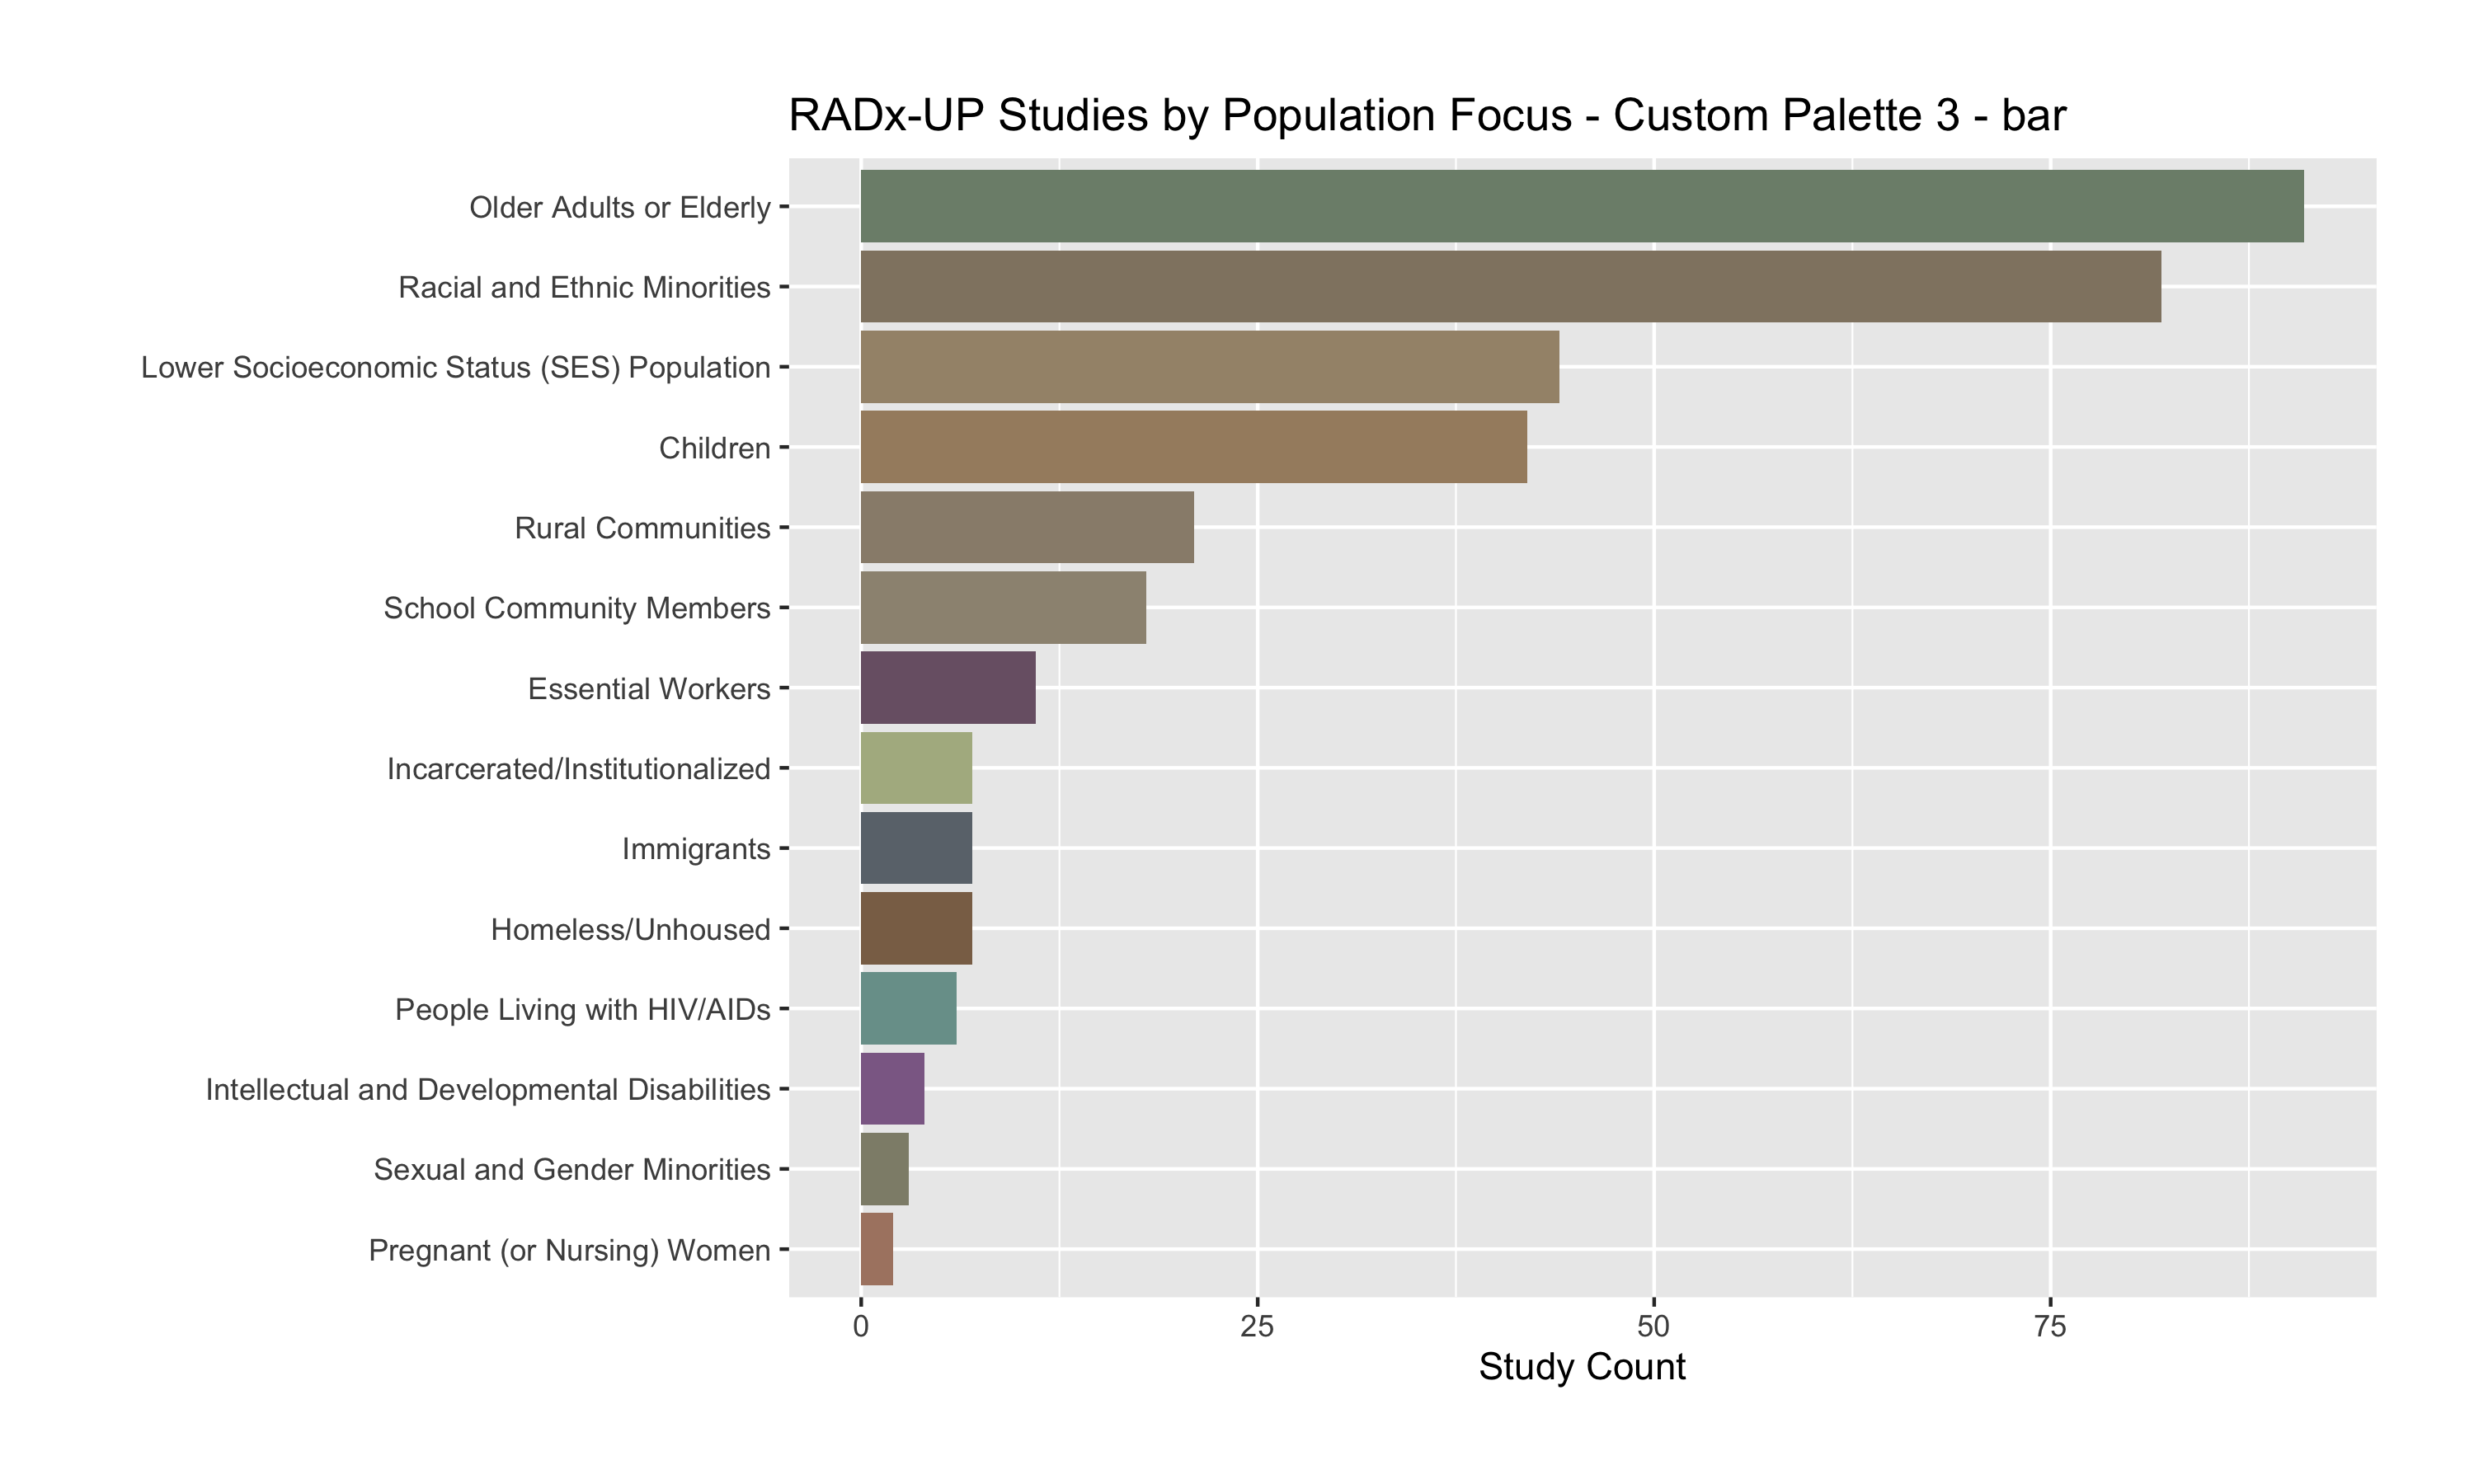 RADx-UP Studies by Population Focus - Custom Palette 3 - bar
Older Adults or Elderly
Racial and Ethnic Minorities
Lower Socioeconomic Status (SES) Population
Children
Rural Communities
School Community Members
Essential Workers
Incarcerated/Institutionalized
Immigrants
Homeless/Unhoused
People Living with HIV/AIDs
Intellectual and Developmental Disabilities
Sexual and Gender Minorities
Pregnant (or Nursing) Women
0 25 50 75
Study Count